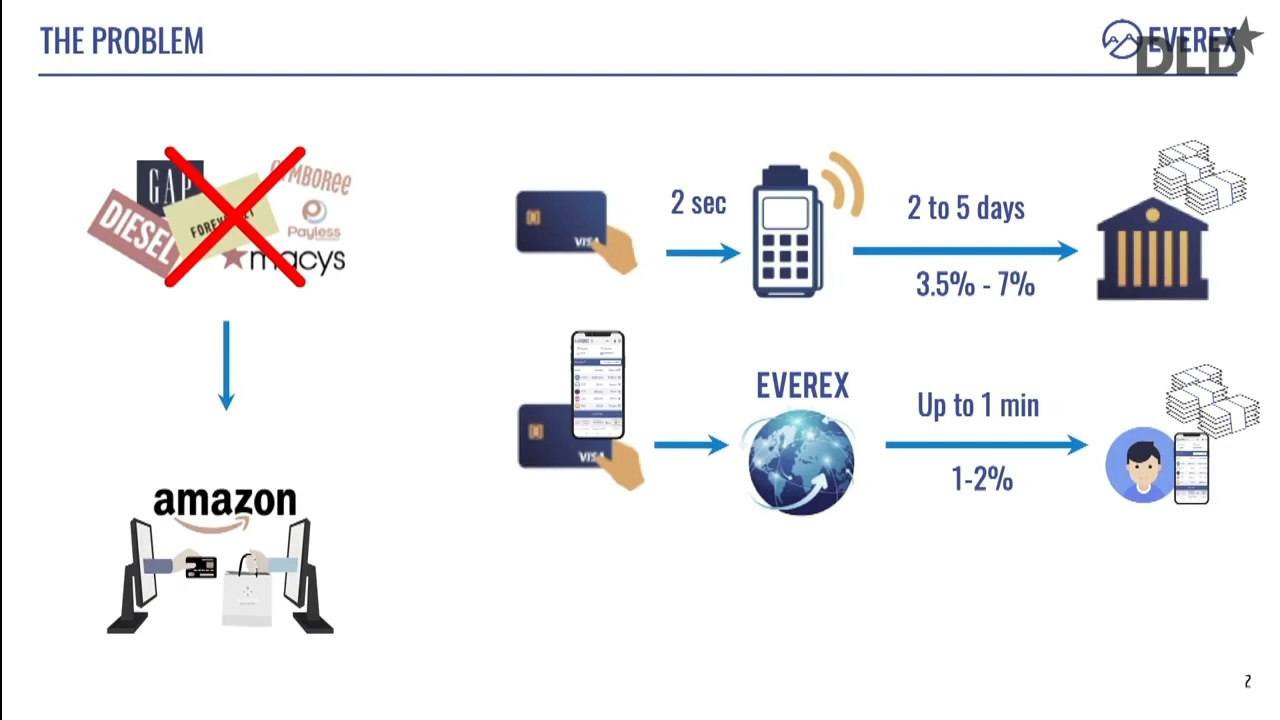 THE PROBLEM
EVEREX
DLD
GAP
GYMBOREE
DIESEL
FOREVER 21
Payless
macys
VISA
2 sec
2 to 5 days
3.5% - 7%
VISA
EVEREX
Up to 1 min
1-2%
amazon
2